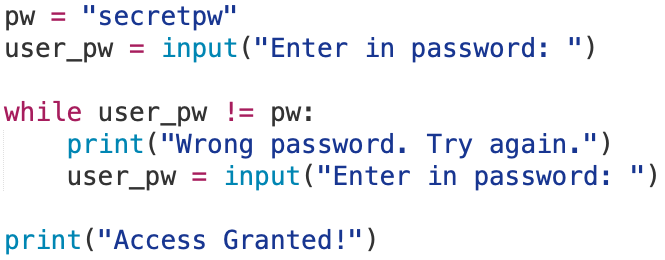 pw = "secretpw"
user_pw = input("Enter in password: ")
while user_pw != pw:
    print("Wrong password. Try again.")
    user_pw = input("Enter in password: ")
print("Access Granted!")